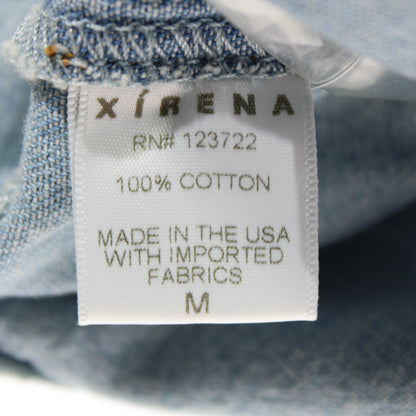 XíRENA
RN# 123722
100% COTTON
MADE IN THE USA
WITH IMPORTED
FABRICS
M